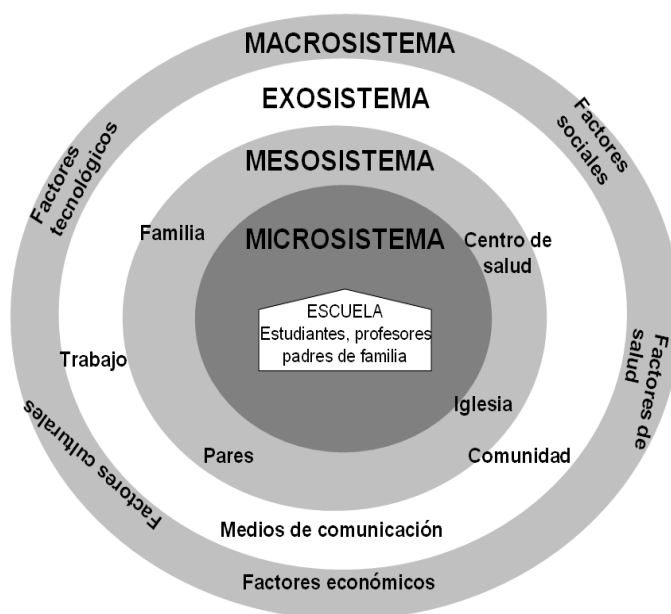 MACROSISTEMA
EXOSISTEMA
Factores
sociales
Factores
tecnológicos
MESOSISTEMA
Familia
MICROSISTEMA
Centro de
salud
ESCUELA
Estudiantes, profesores
padres de familia
Trabajo
Factores de
salud
Iglesia
Factores culturales
Pares
Comunidad
Medios de comunicación
Factores económicos